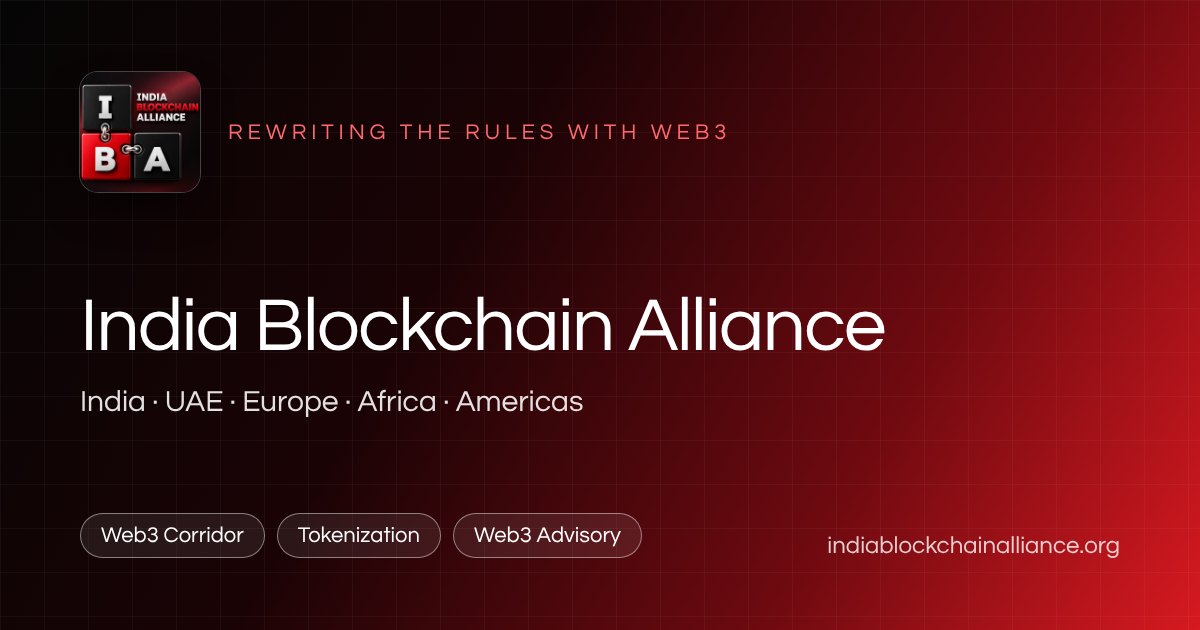 I
INDIA
BLOCKCHAIN
ALLIANCE
B A
REWRITING THE RULES WITH WEB3
India Blockchain Alliance
India · UAE · Europe · Africa · Americas
Web3 Corridor Tokenization Web3 Advisory
indiablockchainalliance.org